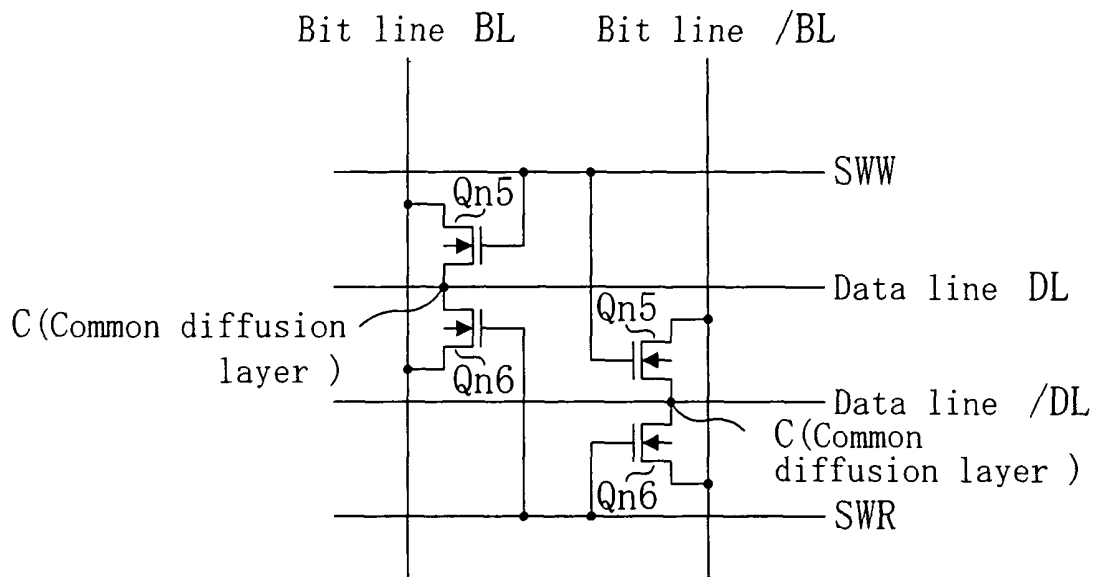 Bit line BL
Bit line /BL
SWW
Qn5
Data line DL
C(Common diffusion
layer )
Qn5
Qn6
Data line /DL
C(Common
diffusion layer )
Qn6
SWR